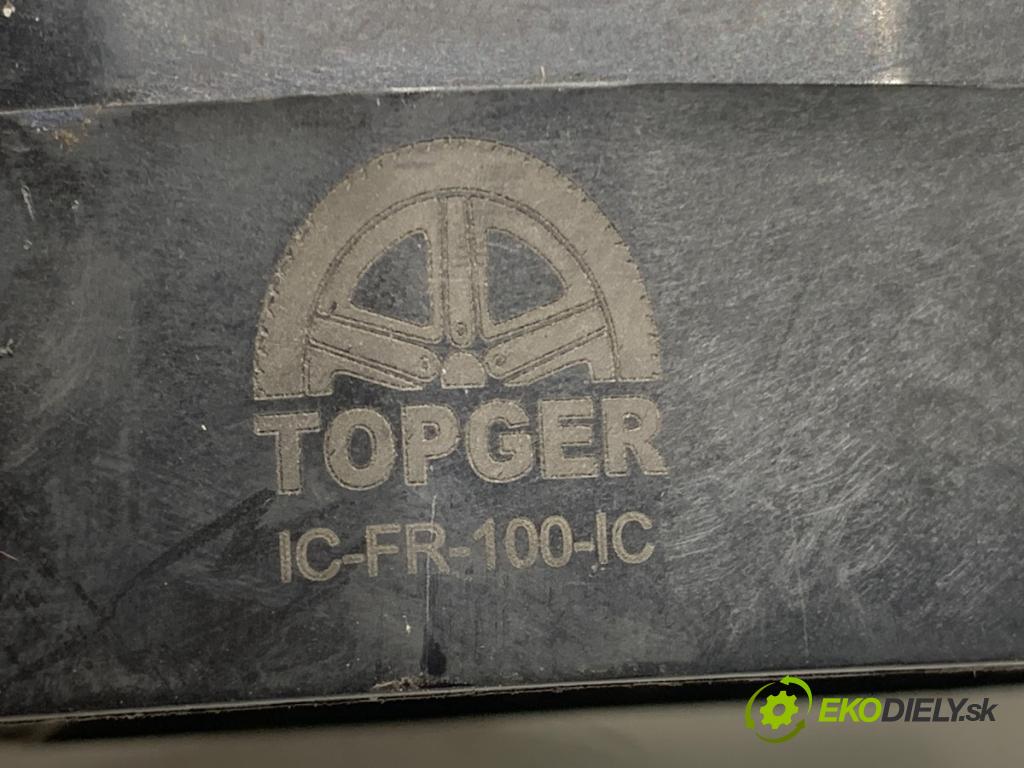 TOPGER
IC-FR-100-IC
EKODIELY.sk